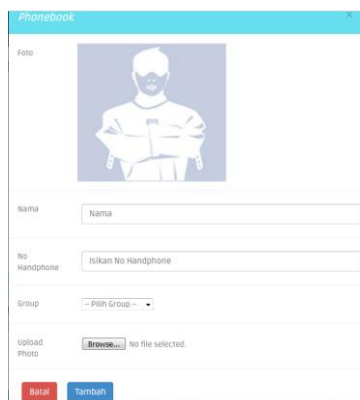 Phonebook
×
Foto
Nama
Nama
No
Handphone
Isikan No Handphone
Group
-- Pilih Group --
Upload
Photo
Browse... No file selected.
Batal Tambah